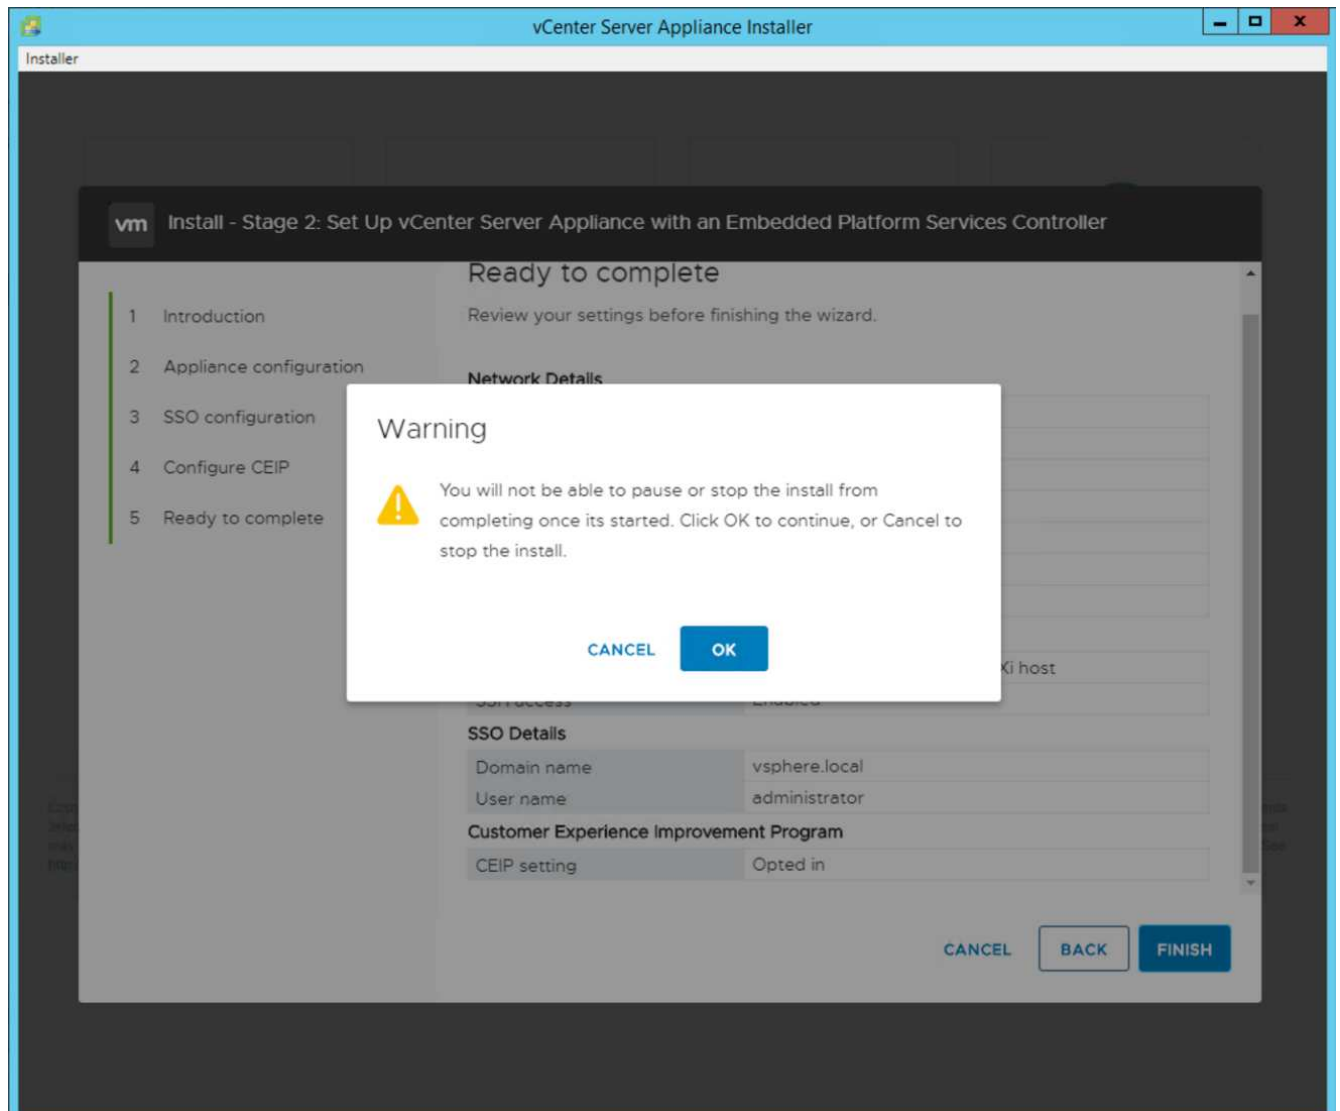 vCenter Server Appliance Installer
Installer
vm Install - Stage 2: Set Up vCenter Server Appliance with an Embedded Platform Services Controller
1 Introduction
2 Appliance configuration
3 SSO configuration
4 Configure CEIP
5 Ready to complete
Ready to complete
Review your settings before finishing the wizard.
Network Details
Warning
You will not be able to pause or stop the install from
completing once its started. Click OK to continue, or Cancel to
stop the install.
CANCEL OK
Xi host
SSH access Enabled
SSO Details
Domain name vsphere.local
User name administrator
Customer Experience Improvement Program
CEIP setting Opted in
CANCEL BACK FINISH